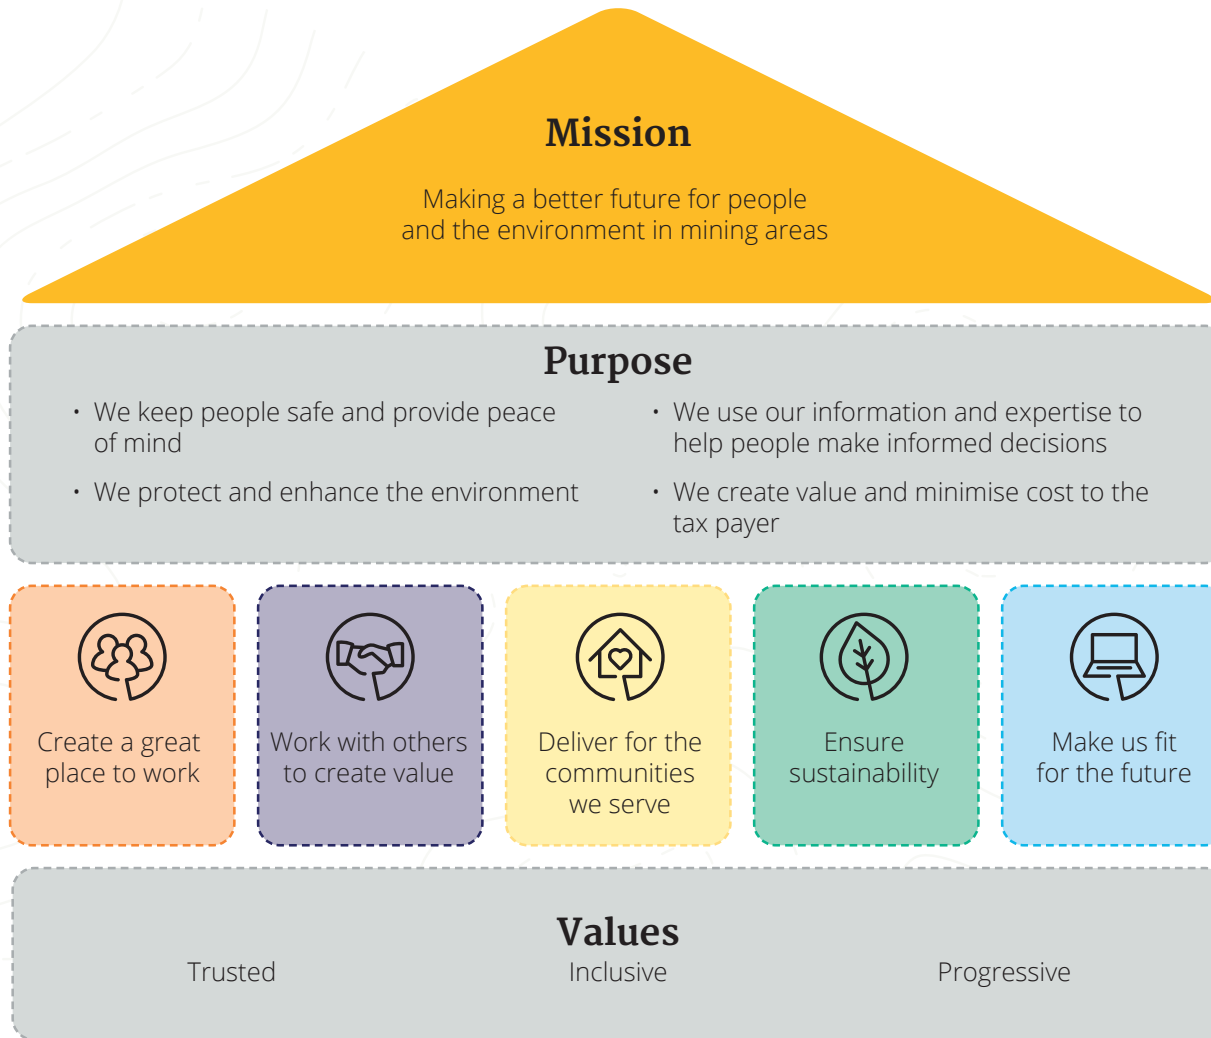 Mission
Making a better future for people
and the environment in mining areas
Purpose
• We keep people safe and provide peace
of mind
• We protect and enhance the environment
• We use our information and expertise to
help people make informed decisions
• We create value and minimise cost to the
tax payer
Create a great
place to work
Work with others
to create value
Deliver for the
communities
we serve
Ensure
sustainability
Make us fit
for the future
Values
Trusted
Inclusive
Progressive